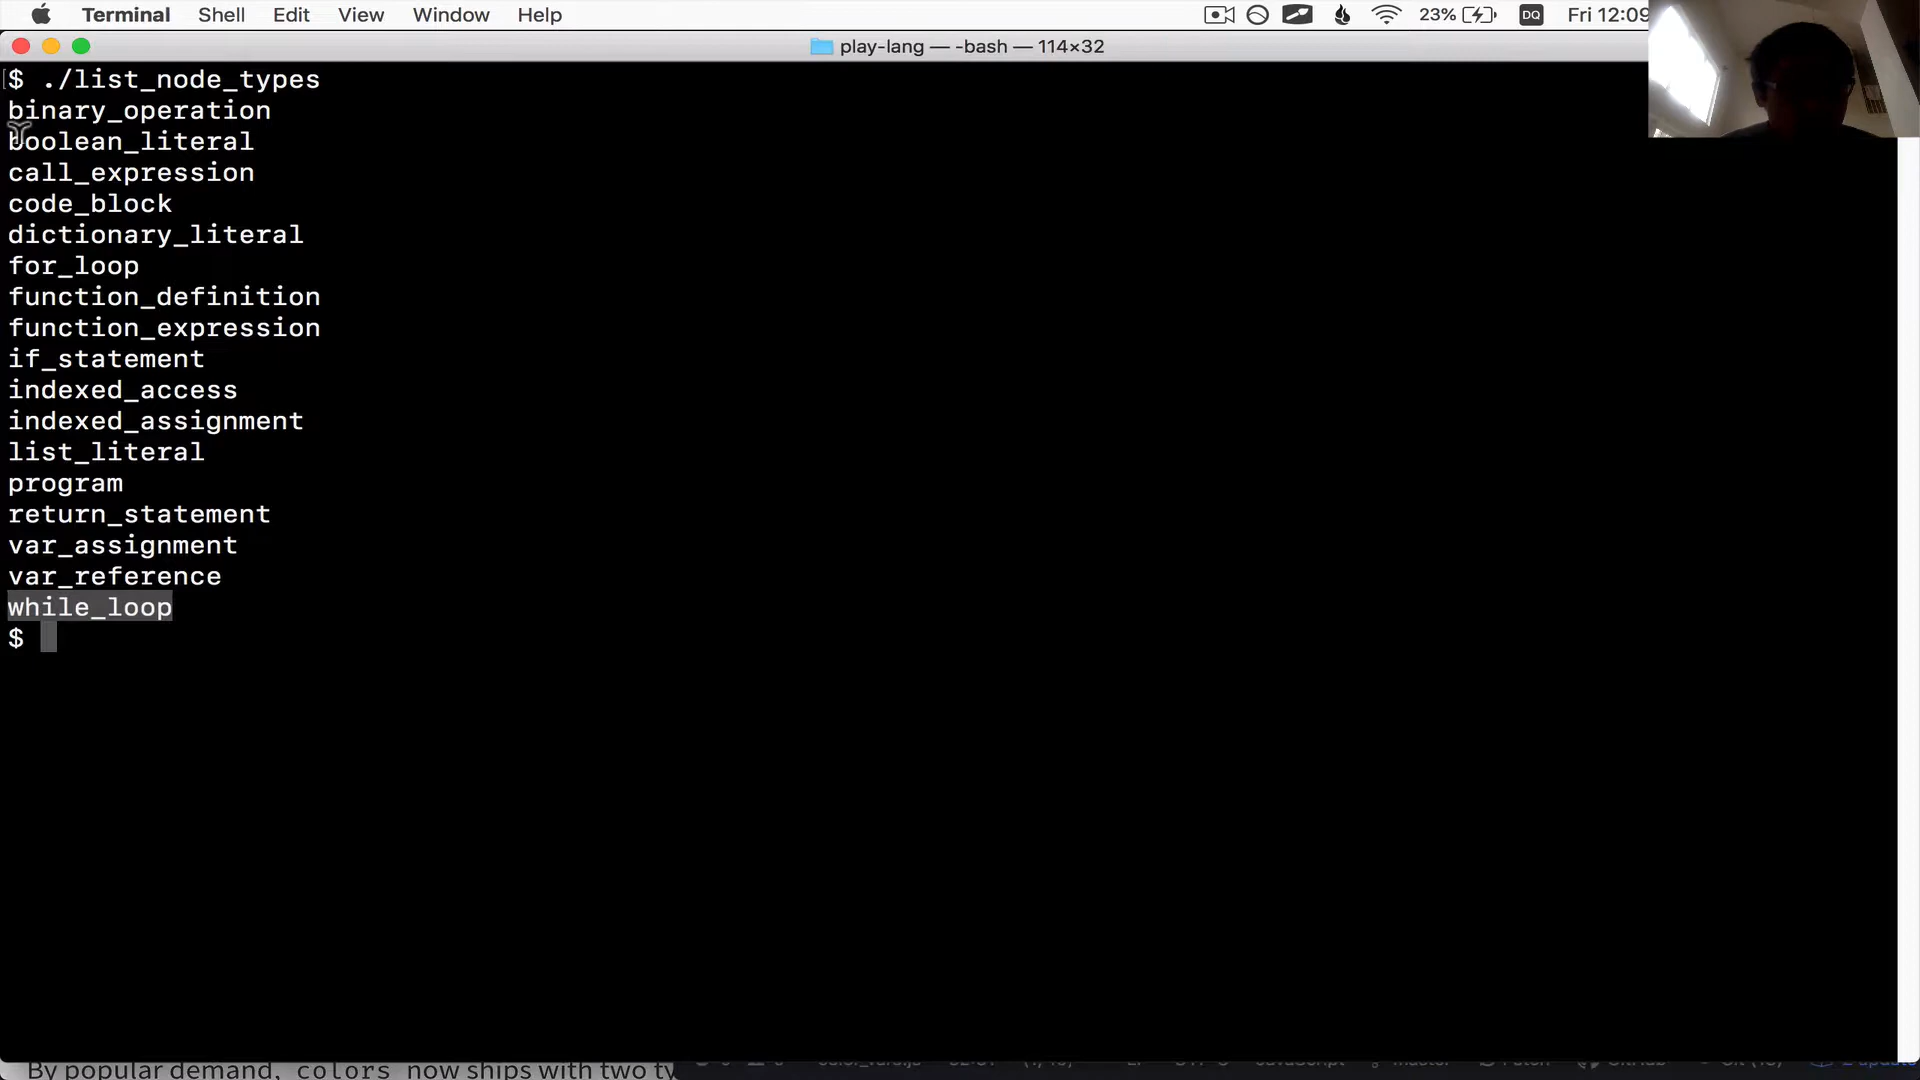 Terminal Shell Edit View Window Help 23% DQ Fri 12:09
play-lang — -bash — 114×32
$ ./list_node_types
binary_operation
boolean_literal
call_expression
code_block
dictionary_literal
for_loop
function_definition
function_expression
if_statement
indexed_access
indexed_assignment
list_literal
program
return_statement
var_assignment
var_reference
while_loop
$
By popular demand, colors now ships with two ty